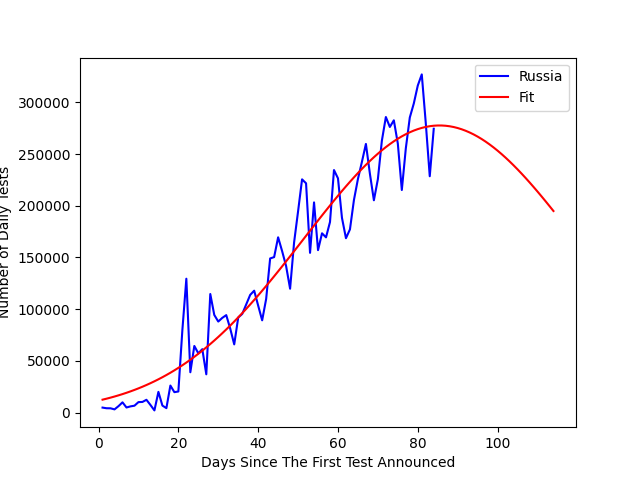 Russia
Fit
300000
250000
200000
150000
100000
50000
0
Number of Daily Tests
0 20 40 60 80 100
Days Since The First Test Announced